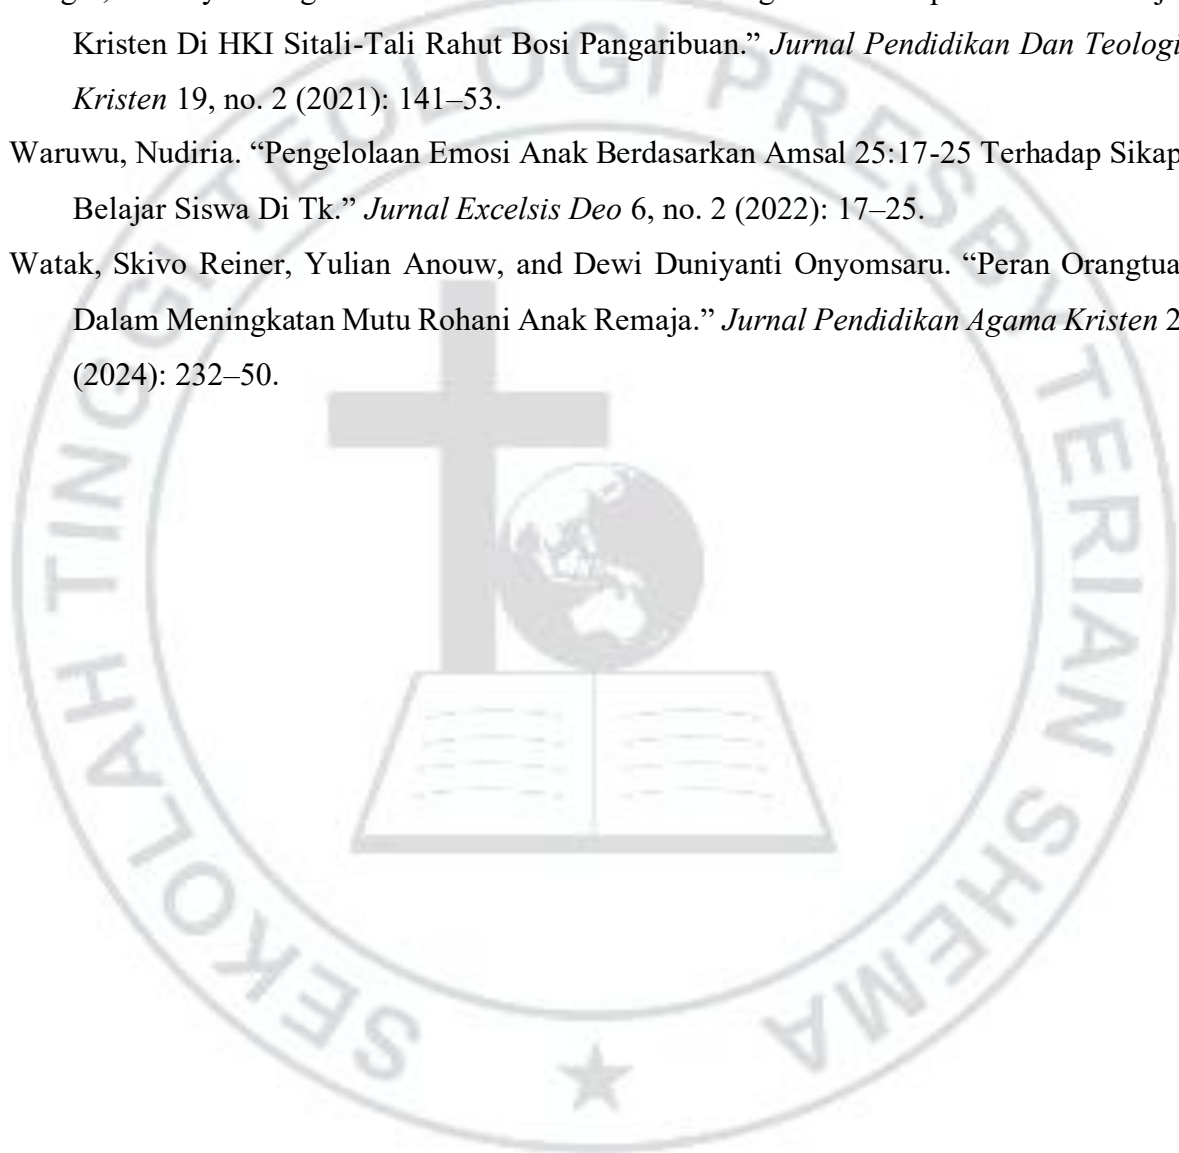 Kristen Di HKI Sitali-Tali Rahut Bosi Pangaribuan.” Jurnal Pendidikan Dan Teologi
Kristen 19, no. 2 (2021): 141–53.
Waruwu, Nudiria. “Pengelolaan Emosi Anak Berdasarkan Amsal 25:17-25 Terhadap Sikap
Belajar Siswa Di Tk.” Jurnal Excelsis Deo 6, no. 2 (2022): 17–25.
Watak, Skivo Reiner, Yulian Anouw, and Dewi Duniyanti Onyomsaru. “Peran Orangtua
Dalam Meningkatan Mutu Rohani Anak Remaja.” Jurnal Pendidikan Agama Kristen 2
(2024): 232–50.
SEKOLAH TINGGI TEOLOGI PRESBYTERIAN SHEMA